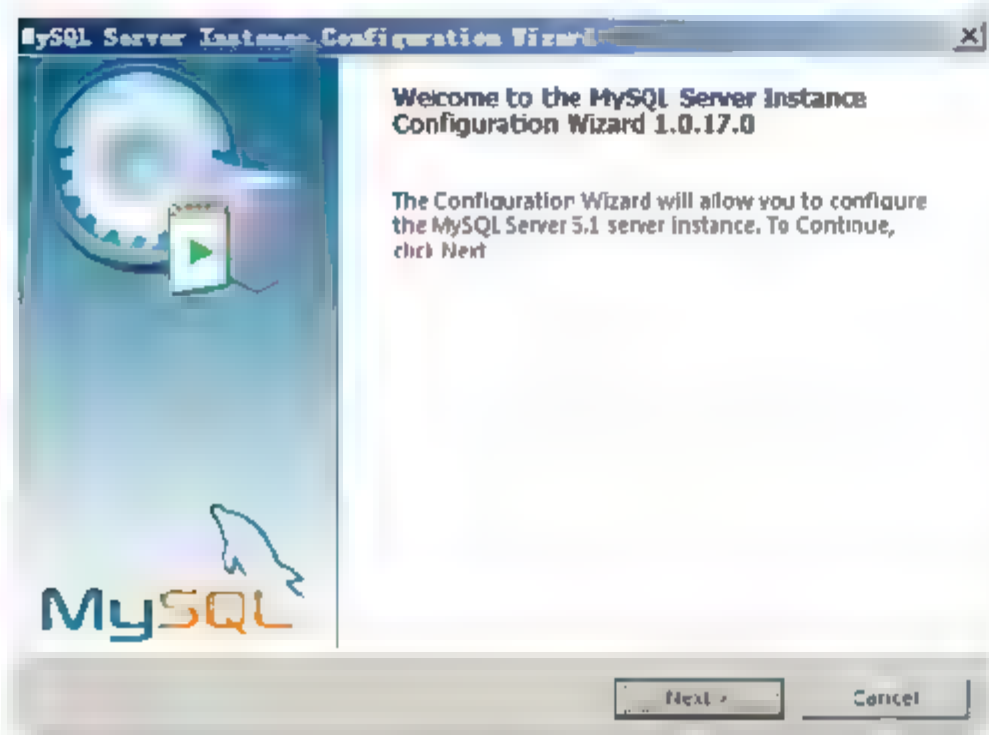 MySQL Server Instance Configuration Wizard
Welcome to the MySQL Server Instance
Configuration Wizard 1.0.17.0
The Configuration Wizard will allow you to configure
the MySQL Server 5.1 server instance. To Continue,
click Next
MySQL
Next >
Cancel